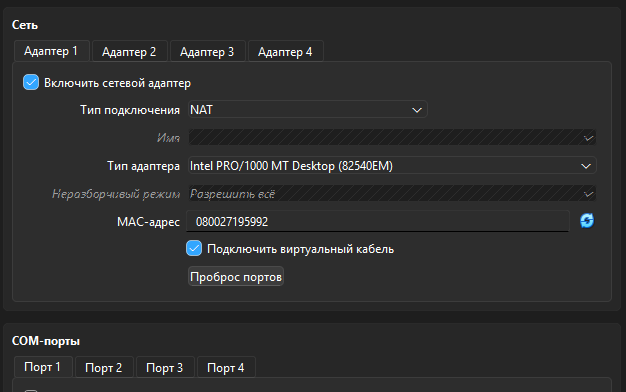 Сеть
Адаптер 1 Адаптер 2 Адаптер 3 Адаптер 4
Включить сетевой адаптер
Тип подключения NAT
Имя
Тип адаптера Intel PRO/1000 MT Desktop (82540EM)
Неразборчивый режим Разрешить всё
MAC-адрес 080027195992
Подключить виртуальный кабель
Проброс портов
COM-порты
Порт 1 Порт 2 Порт 3 Порт 4